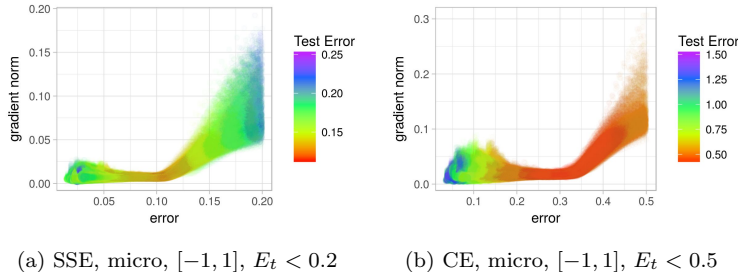 0.20
0.15
0.10
0.05
0.00
gradient norm
0.05 0.10 0.15 0.20
error
Test Error
0.25
0.20
0.15
0.3
0.2
0.1
0.0
gradient norm
0.1 0.2 0.3 0.4 0.5
error
Test Error
1.50
1.25
1.00
0.75
0.50
(a) SSE, micro, [−1, 1], E_t < 0.2
(b) CE, micro, [−1, 1], E_t < 0.5